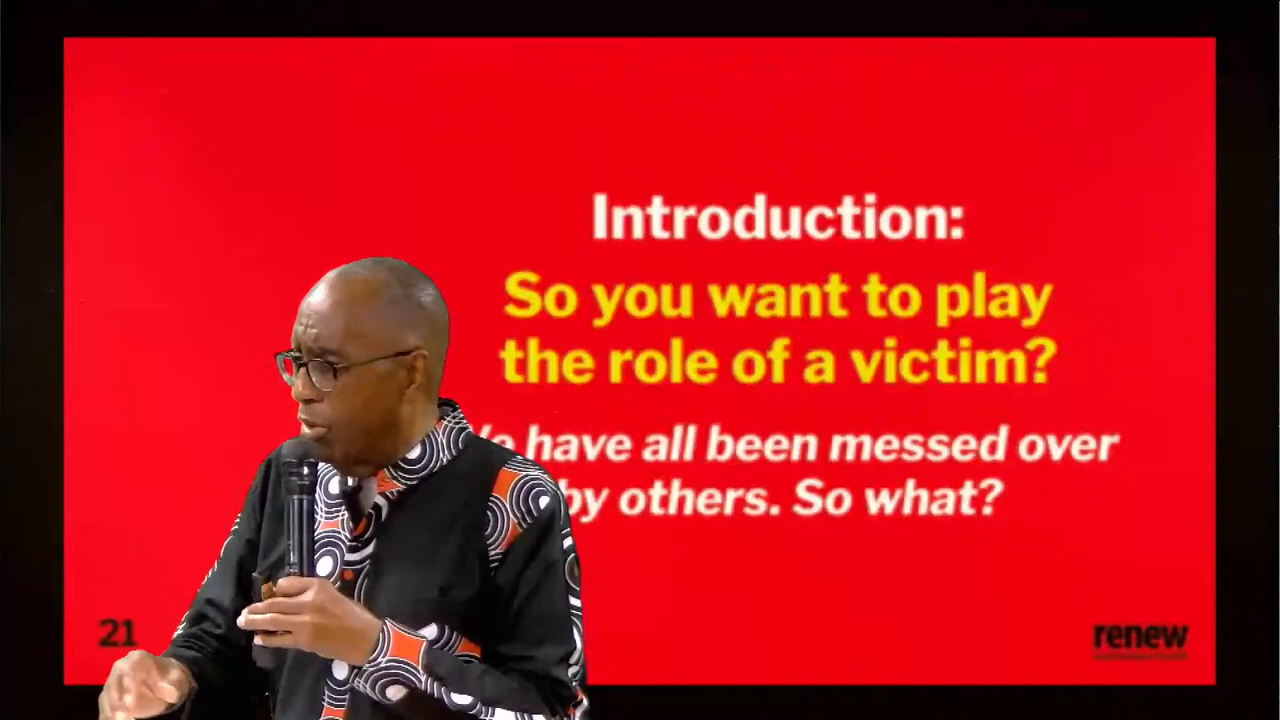 Introduction:
So you want to play
the role of a victim?
have all been messed over
by others. So what?
21
renew